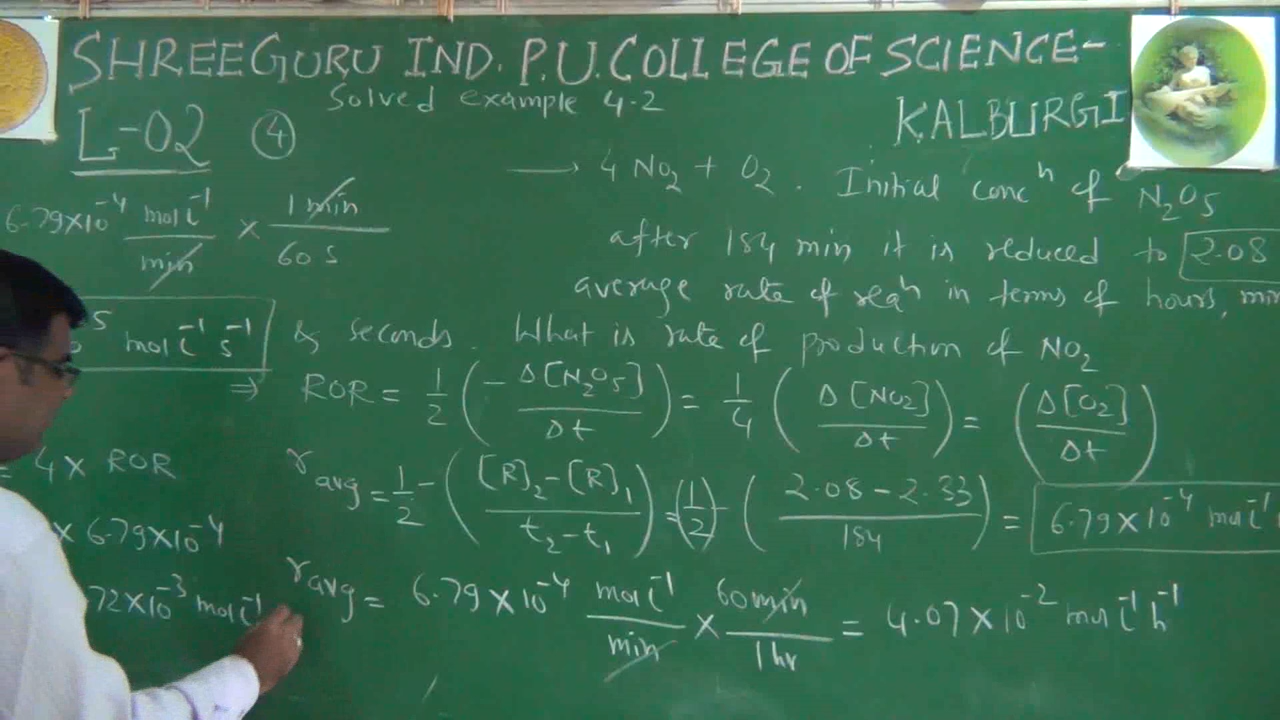 SHREEGURU IND. P.U. COLLEGE OF SCIENCE-
KALBURGI
Solved example 4.2
L-02 ④
⟶ 4 NO₂ + O₂. Initial concⁿ of N₂O₅
after 184 min it is reduced to 2.08
average rate of reaⁿ in terms of hours, min
& seconds. What is rate of production of NO₂
6.79×10⁻⁴ mol l⁻¹/min × 1 min/60 s
5 mol l⁻¹ s⁻¹
⇒ ROR = 1/2 (-Δ[N₂O₅]/Δt) = 1/4 (Δ[NO₂]/Δt) = (Δ[O₂]/Δt)
r avg = 1/2 - ([R]₂-[R]₁/t₂-t₁) = (1/2) - (2.08-2.33/184) = 6.79×10⁻⁴ mol l⁻¹
r avg = 6.79×10⁻⁴ mol l⁻¹/min × 60 min/1 hr = 4.07×10⁻² mol l⁻¹ h⁻¹
= 4× ROR
× 6.79×10⁻⁴
72×10⁻³ mol l⁻¹